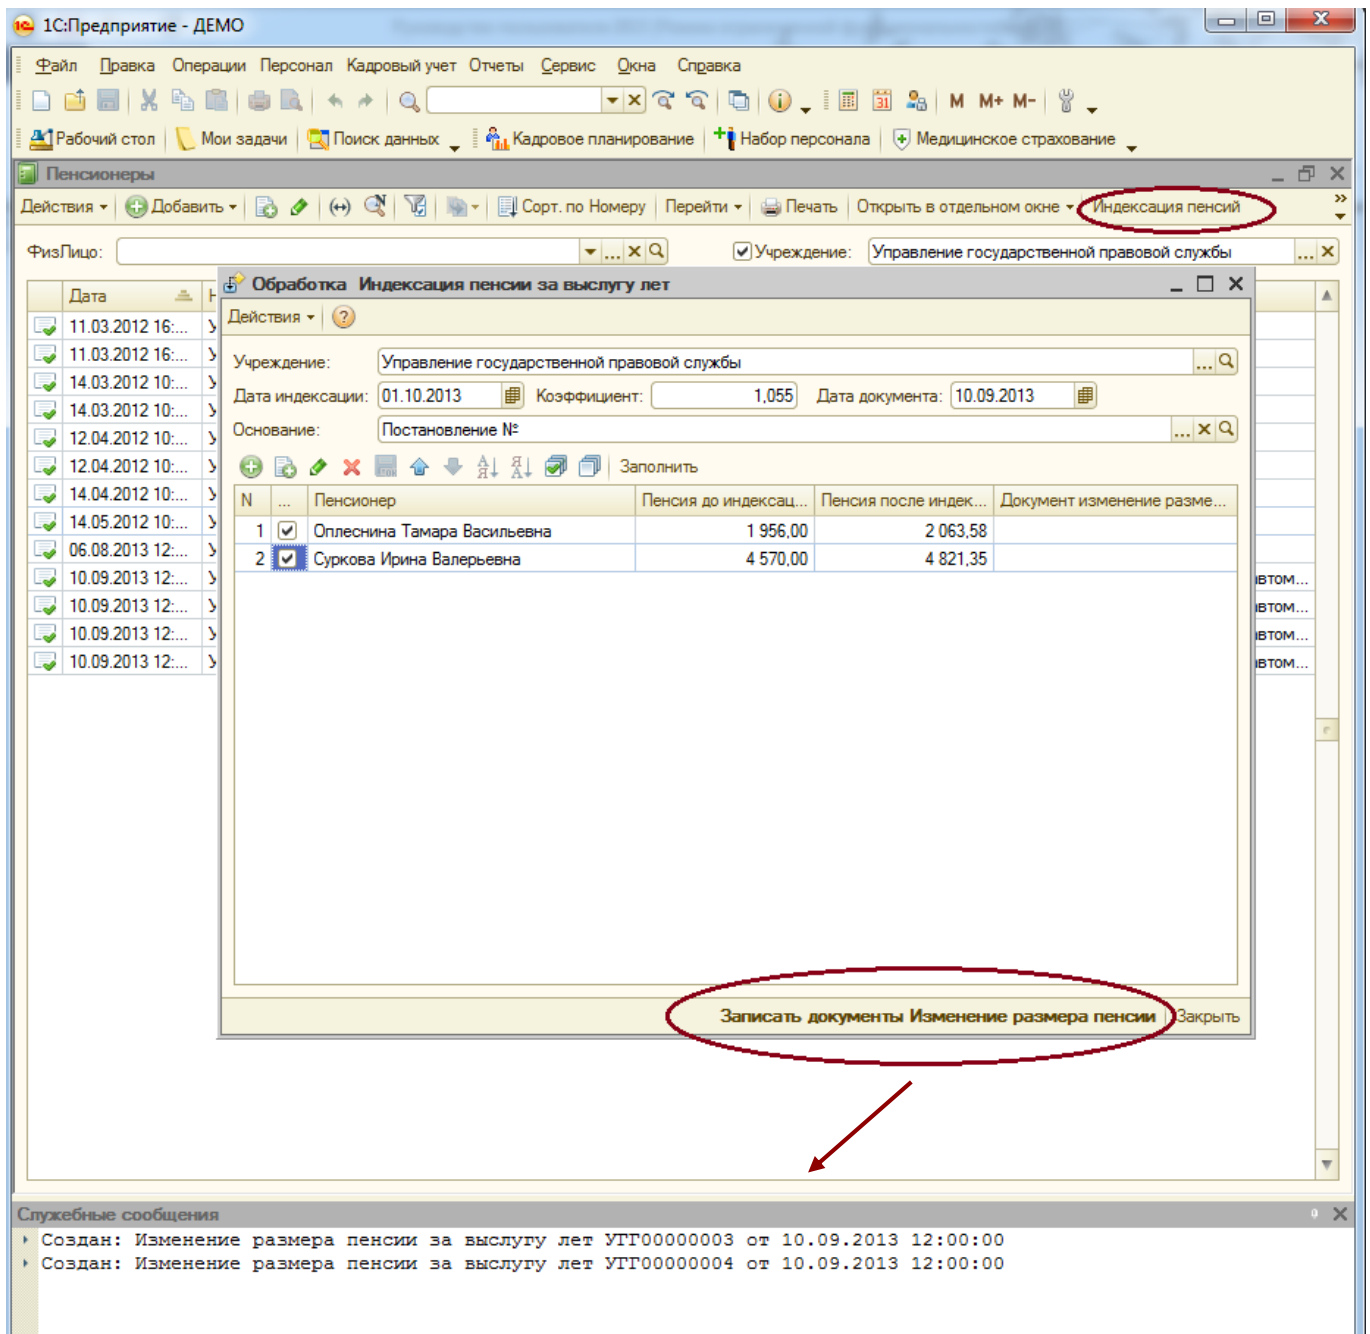 1С:Предприятие - ДЕМО
Файл Правка Операции Персонал Кадровый учет Отчеты Сервис Окна Справка
М М+ М-
Рабочий стол Мои задачи Поиск данных Кадровое планирование Набор персонала Медицинское страхование
Пенсионеры
Действия Добавить Сорт. по Номеру Перейти Печать Открыть в отдельном окне Индексация пенсий
ФизЛицо: Учреждение: Управление государственной правовой службы
Дата
11.03.2012 16:...
11.03.2012 16:...
14.03.2012 10:...
14.03.2012 10:...
12.04.2012 10:...
12.04.2012 10:...
14.04.2012 10:...
14.05.2012 10:...
06.08.2013 12:...
10.09.2013 12:... автом...
10.09.2013 12:... автом...
10.09.2013 12:... автом...
10.09.2013 12:... автом...
Обработка Индексация пенсии за выслугу лет
Действия
Учреждение: Управление государственной правовой службы
Дата индексации: 01.10.2013 Коэффициент: 1,055 Дата документа: 10.09.2013
Основание: Постановление №
Заполнить
N ... Пенсионер Пенсия до индексац... Пенсия после индек... Документ изменение разме...
1 Оплеснина Тамара Васильевна 1 956,00 2 063,58
2 Суркова Ирина Валерьевна 4 570,00 4 821,35
Записать документы Изменение размера пенсии Закрыть
Служебные сообщения
Создан: Изменение размера пенсии за выслугу лет УГГ00000003 от 10.09.2013 12:00:00
Создан: Изменение размера пенсии за выслугу лет УГГ00000004 от 10.09.2013 12:00:00